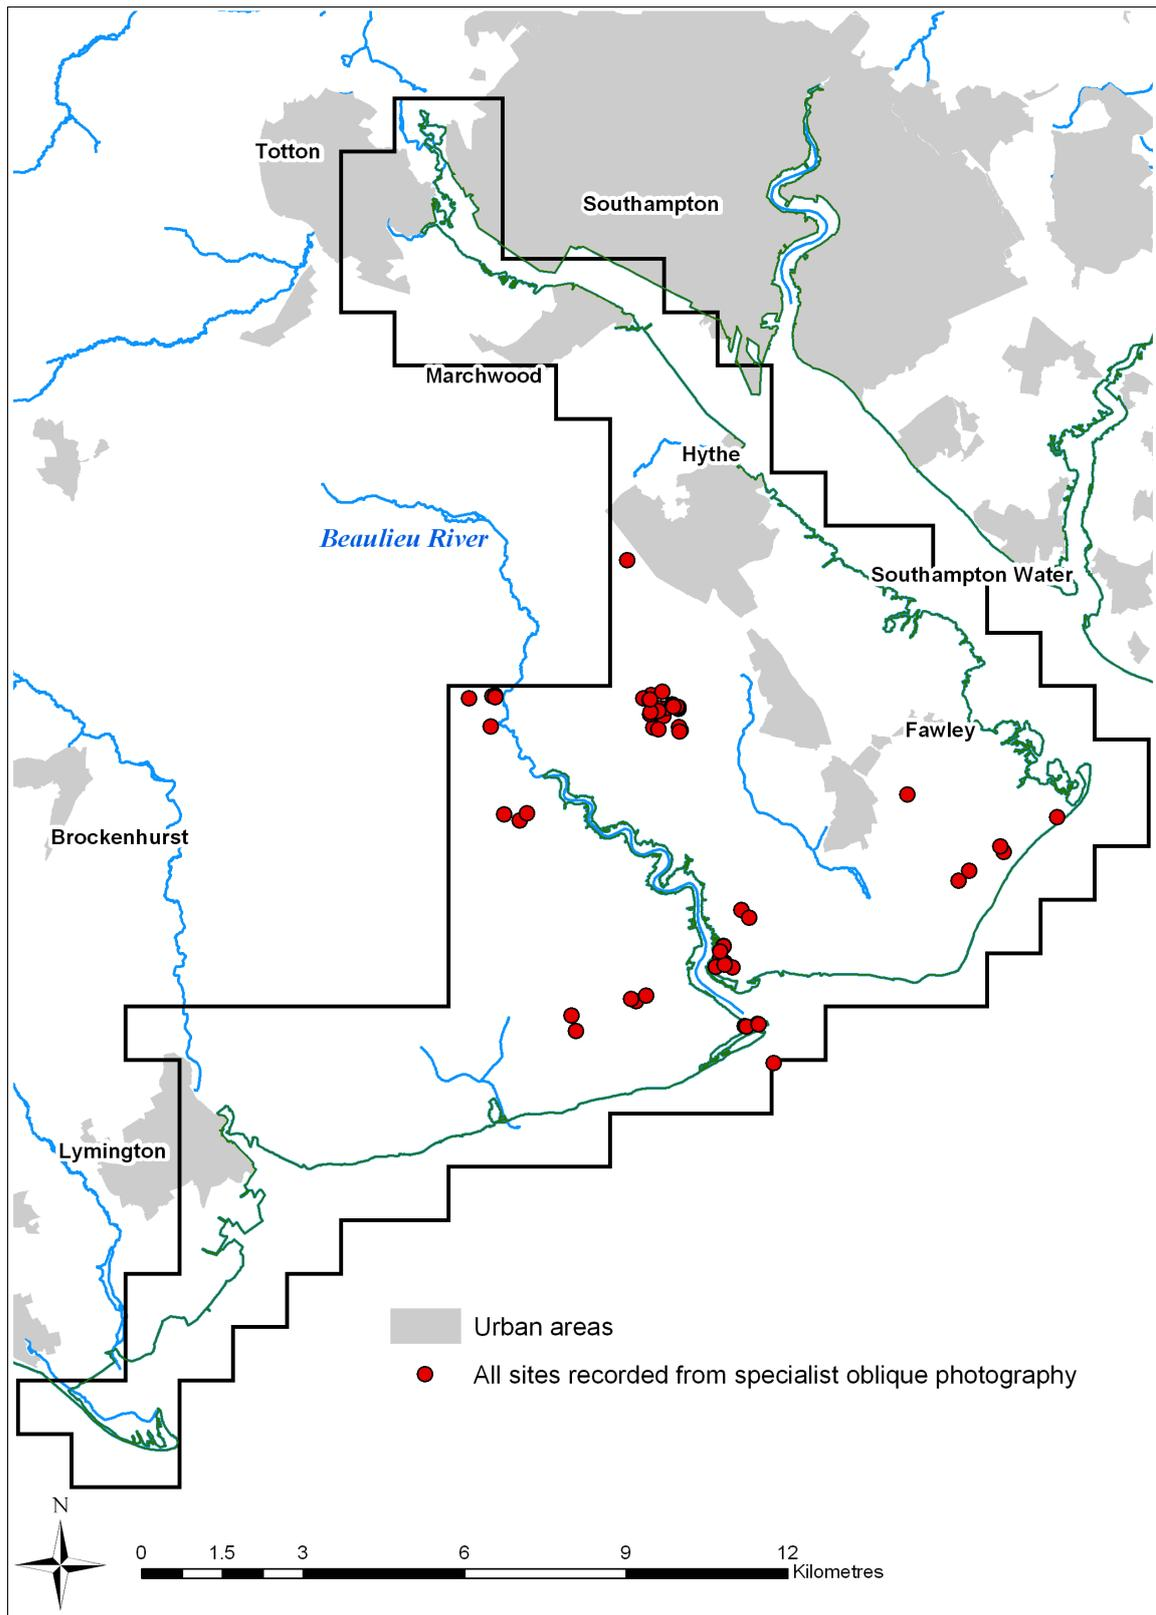 Totton
Southampton
Marchwood
Hythe
Beaulieu River
Southampton Water
Fawley
Brockenhurst
Lymington
Urban areas
All sites recorded from specialist oblique photography
N
0 1.5 3 6 9 12
Kilometres